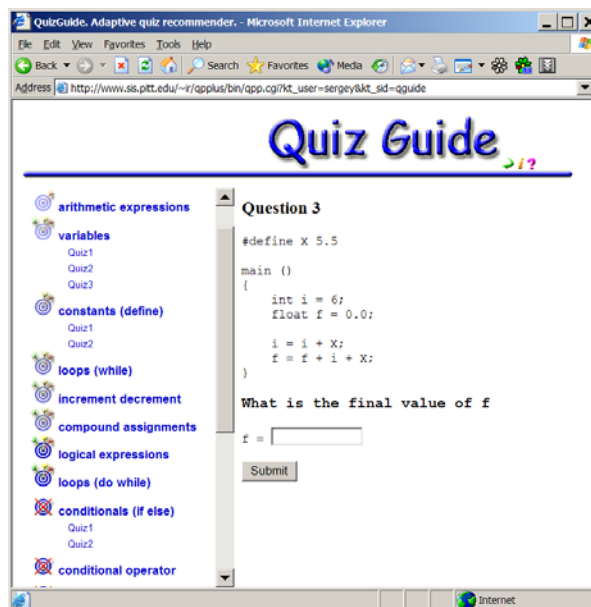 QuizGuide. Adaptive quiz recommender. - Microsoft Internet Explorer
File Edit View Favorites Tools Help
Back Search Favorites Media
Address http://www.sis.pitt.edu/~ir/qpplus/bin/qpp.cgi?kt_user=sergey&kt_sid=qguide
Quiz Guide
i ?
arithmetic expressions
variables
Quiz1
Quiz2
Quiz3
constants (define)
Quiz1
Quiz2
loops (while)
increment decrement
compound assignments
logical expressions
loops (do while)
conditionals (if else)
Quiz1
Quiz2
conditional operator
Question 3
#define X 5.5
main ()
{
int i = 6;
float f = 0.0;
i = i + X;
f = f + i + X;
}
What is the final value of f
f =
Submit
Internet